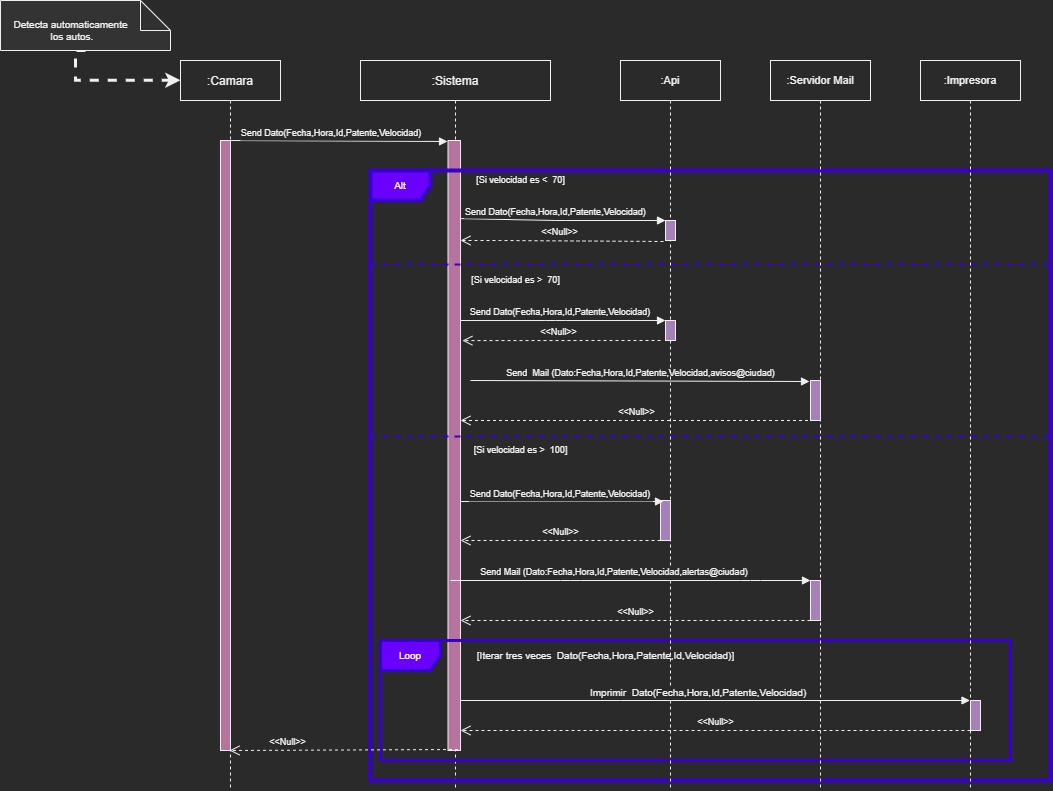 Detecta automaticamente
los autos.
:Camara
:Sistema
:Api
:Servidor Mail
:Impresora
Send Dato(Fecha,Hora,Id,Patente,Velocidad)
Alt
[Si velocidad es < 70]
Send Dato(Fecha,Hora,Id,Patente,Velocidad)
<<Null>>
[Si velocidad es > 70]
Send Dato(Fecha,Hora,Id,Patente,Velocidad)
<<Null>>
Send Mail (Dato:Fecha,Hora,Id,Patente,Velocidad,avisos@ciudad)
<<Null>>
[Si velocidad es > 100]
Send Dato(Fecha,Hora,Id,Patente,Velocidad)
<<Null>>
Send Mail (Dato:Fecha,Hora,Id,Patente,Velocidad,alertas@ciudad)
<<Null>>
Loop
[Iterar tres veces Dato(Fecha,Hora,Patente,Id,Velocidad)]
Imprimir Dato(Fecha,Hora,Id,Patente,Velocidad)
<<Null>>
<<Null>>